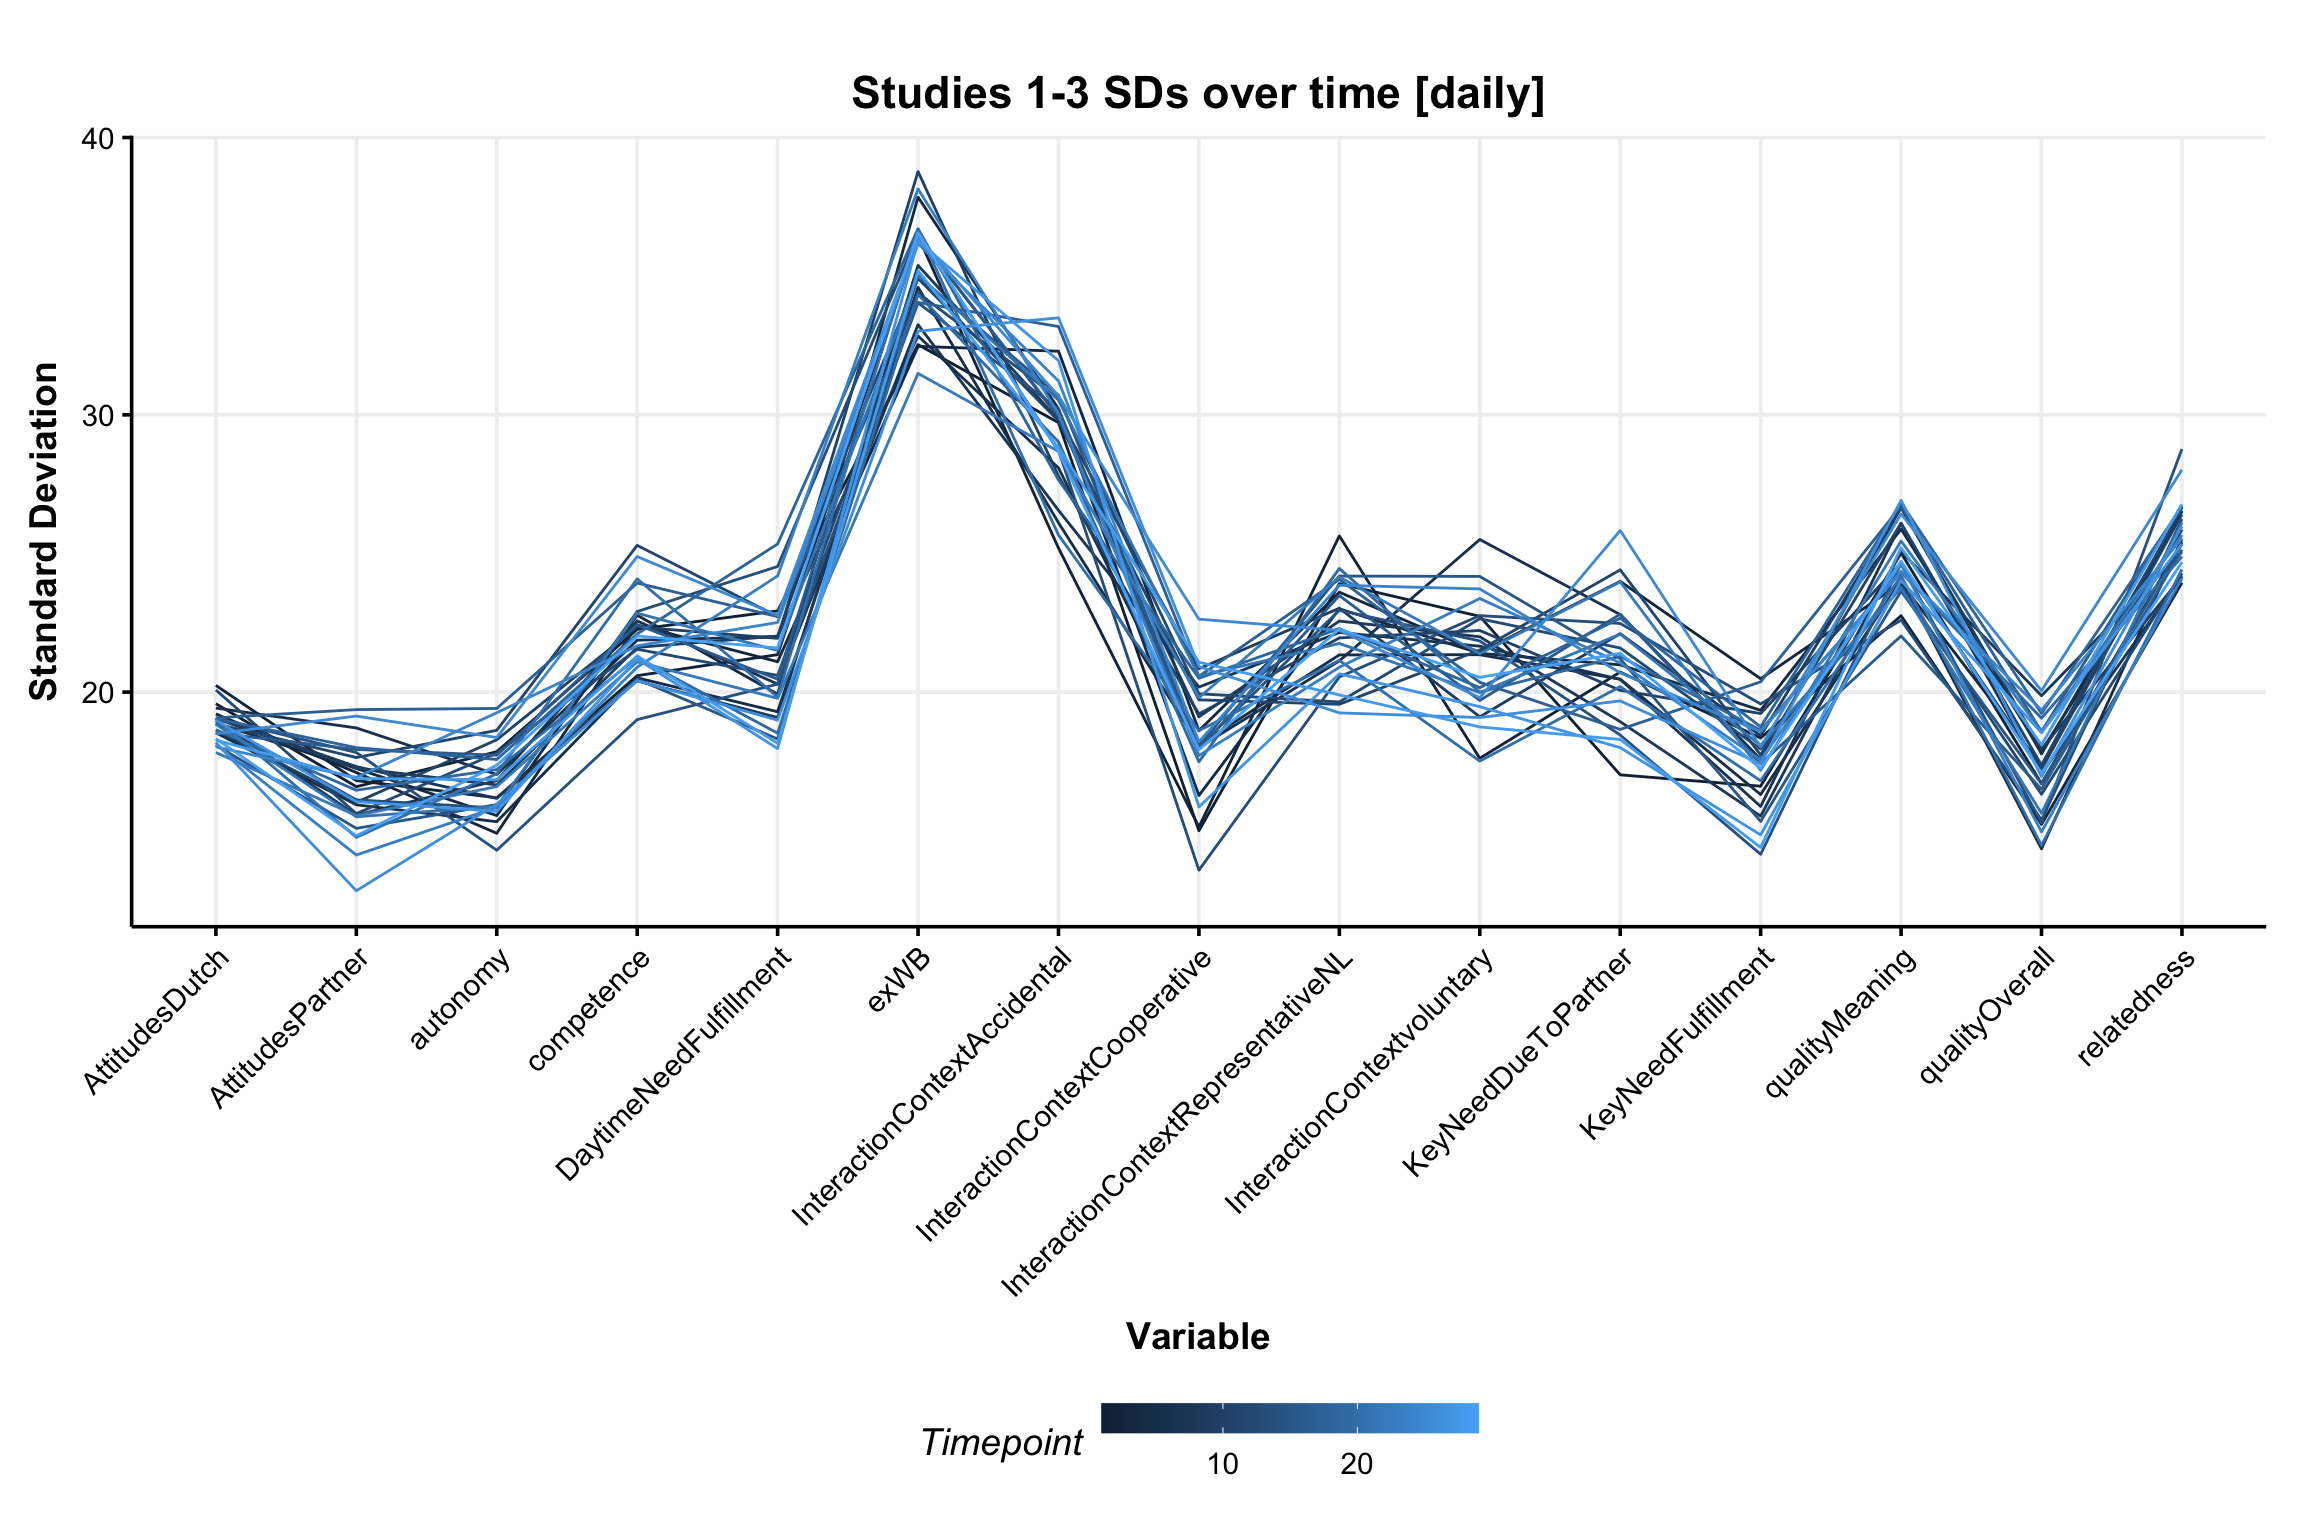 Studies 1-3 SDs over time [daily]
Standard Deviation
40
30
20
AttitudesDutch
AttitudesPartner
autonomy
competence
DaytimeNeedFulfillment
exWB
InteractionContextAccidental
InteractionContextCooperative
InteractionContextRepresentativeNL
InteractionContextvoluntary
KeyNeedDueToPartner
KeyNeedFulfillment
qualityMeaning
qualityOverall
relatedness
Variable
Timepoint
10 20